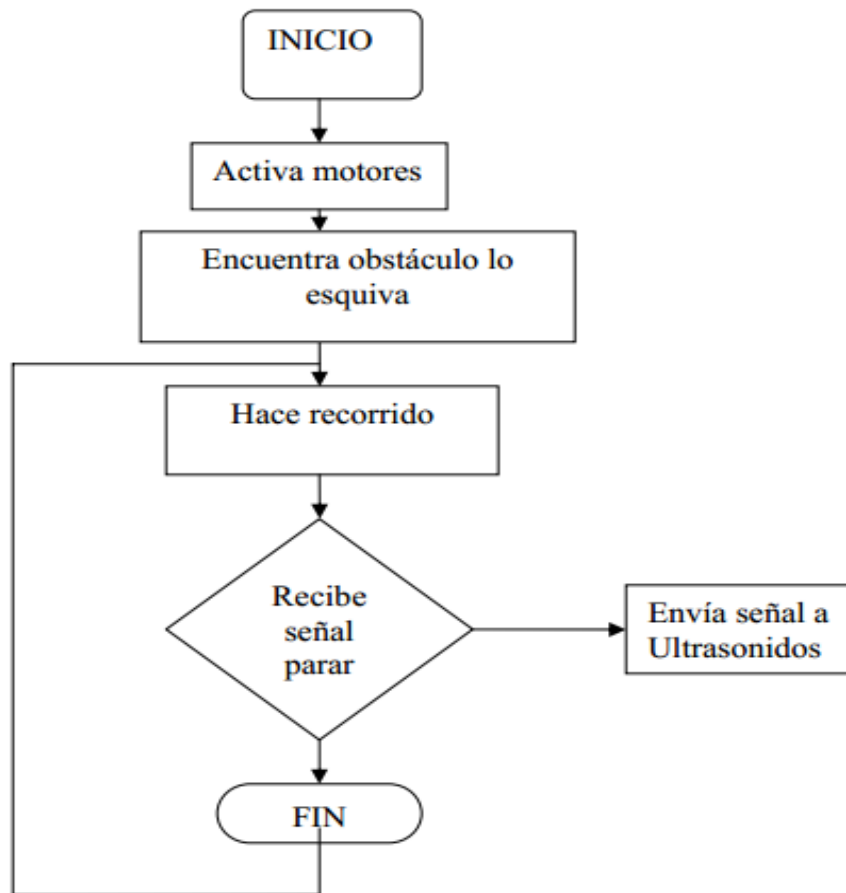 INICIO
Activa motores
Encuentra obstáculo lo
esquiva
Hace recorrido
Recibe
señal
parar
Envía señal a
Ultrasonidos
FIN